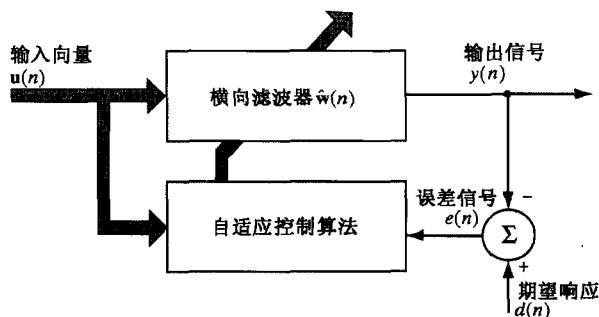 输入向量
u(n)
横向滤波器 ŵ(n)
输出信号
y(n)
自适应控制算法
误差信号
e(n)
−
Σ
+
期望响应
d(n)